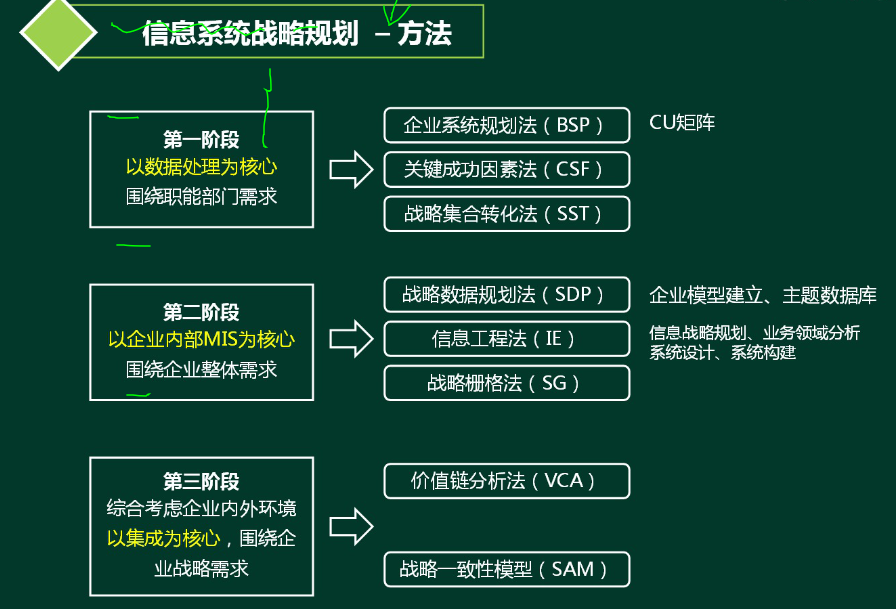 信息系统战略规划 – 方法
第一阶段
以数据处理为核心
围绕职能部门需求
企业系统规划法（BSP）
CU矩阵
关键成功因素法（CSF）
战略集合转化法（SST）
第二阶段
以企业内部MIS为核心
围绕企业整体需求
战略数据规划法（SDP）
企业模型建立、主题数据库
信息工程法（IE）
信息战略规划、业务领域分析
系统设计、系统构建
战略栅格法（SG）
第三阶段
综合考虑企业内外环境
以集成为核心，围绕企
业战略需求
价值链分析法（VCA）
战略一致性模型（SAM）